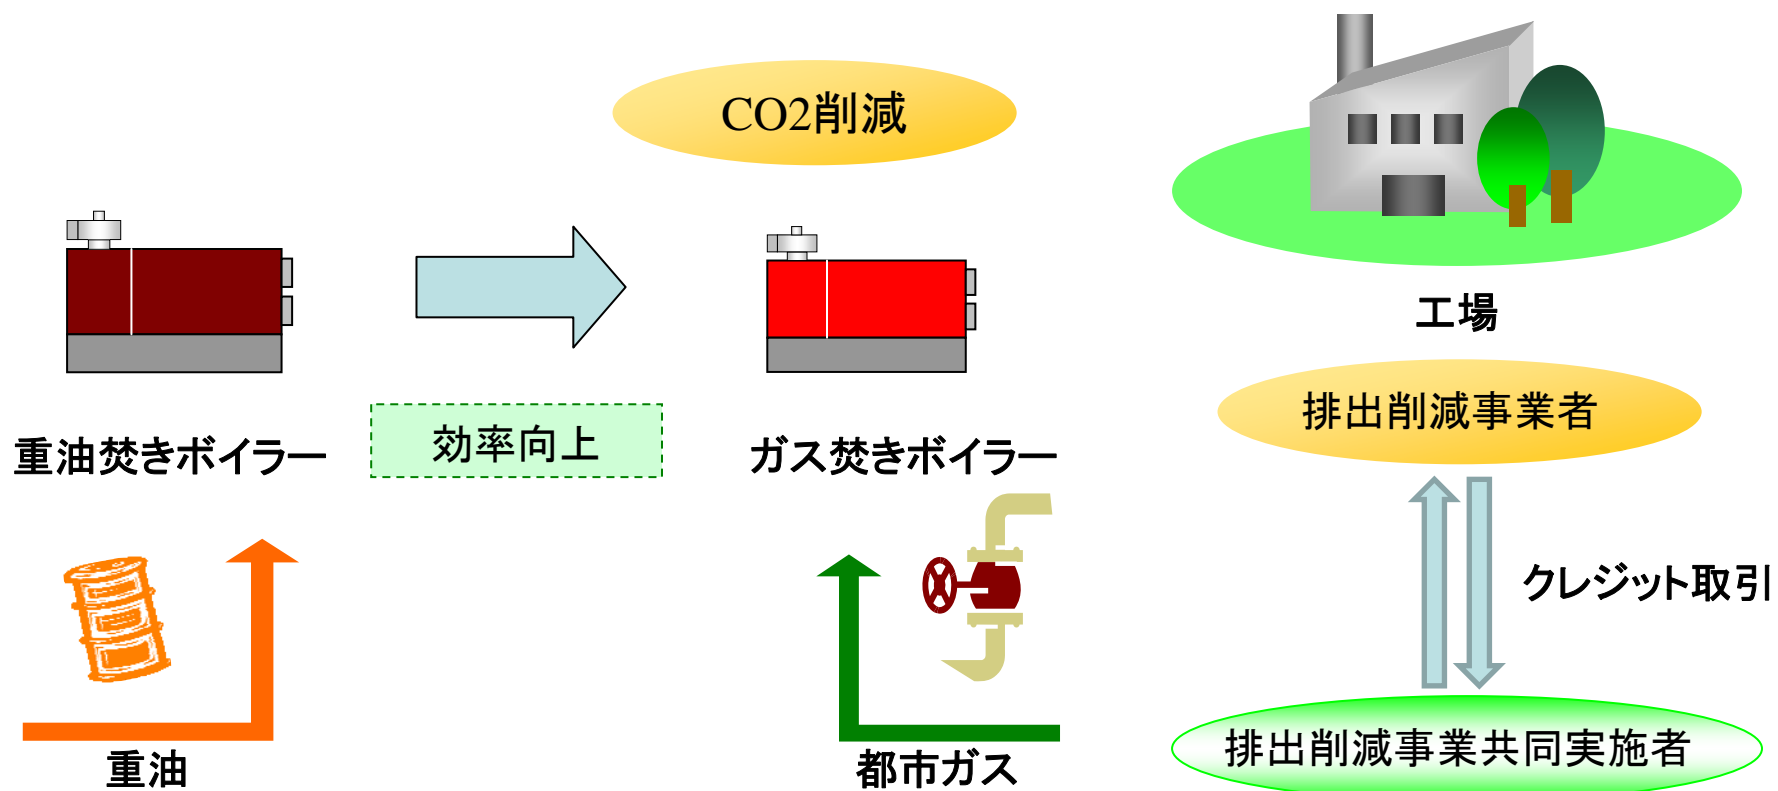 CO2削減
工場
重油焚きボイラー
効率向上
ガス焚きボイラー
排出削減事業者
クレジット取引
重油
都市ガス
排出削減事業共同実施者